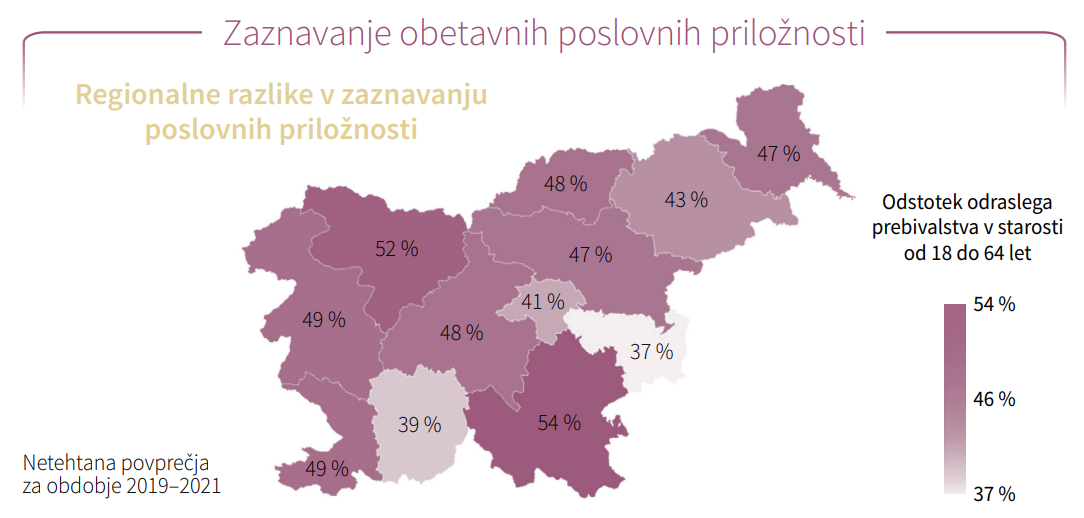 Zaznavanje obetavnih poslovnih priložnosti
Regionalne razlike v zaznavanju
poslovnih priložnosti
47 %
48 %
43 %
52 %
47 %
41 %
49 %
48 %
37 %
39 %
54 %
49 %
Odstotek odraslega
prebivalstva v starosti
od 18 do 64 let
54 %
46 %
37 %
Netehtana povprečja
za obdobje 2019–2021